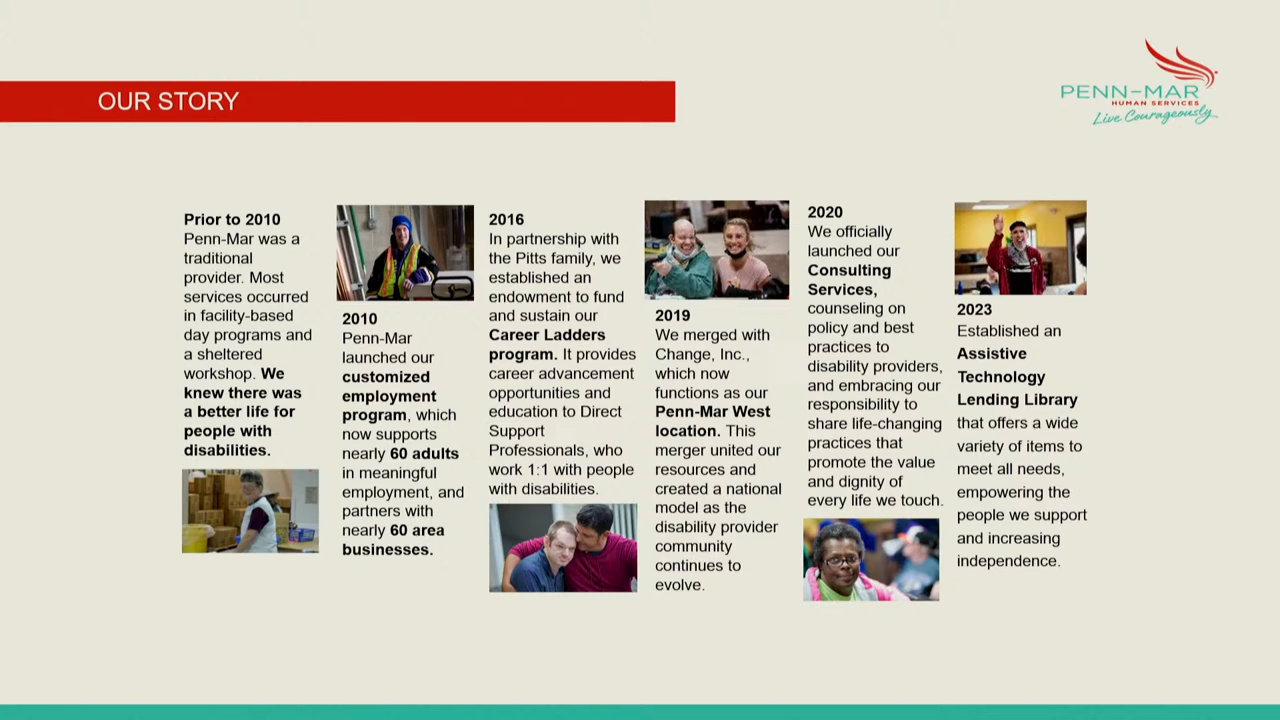 OUR STORY
PENN-MAR
HUMAN SERVICES
Live Courageously
Prior to 2010
Penn-Mar was a
traditional
provider. Most
services occurred
in facility-based
day programs and
a sheltered
workshop. We
knew there was
a better life for
people with
disabilities.
2010
Penn-Mar
launched our
customized
employment
program, which
now supports
nearly 60 adults
in meaningful
employment, and
partners with
nearly 60 area
businesses.
2016
In partnership with
the Pitts family, we
established an
endowment to fund
and sustain our
Career Ladders
program. It provides
career advancement
opportunities and
education to Direct
Support
Professionals, who
work 1:1 with people
with disabilities.
2019
We merged with
Change, Inc.,
which now
functions as our
Penn-Mar West
location. This
merger united our
resources and
created a national
model as the
disability provider
community
continues to
evolve.
2020
We officially
launched our
Consulting
Services,
counseling on
policy and best
practices to
disability providers,
and embracing our
responsibility to
share life-changing
practices that
promote the value
and dignity of
every life we touch.
2023
Established an
Assistive
Technology
Lending Library
that offers a wide
variety of items to
meet all needs,
empowering the
people we support
and increasing
independence.